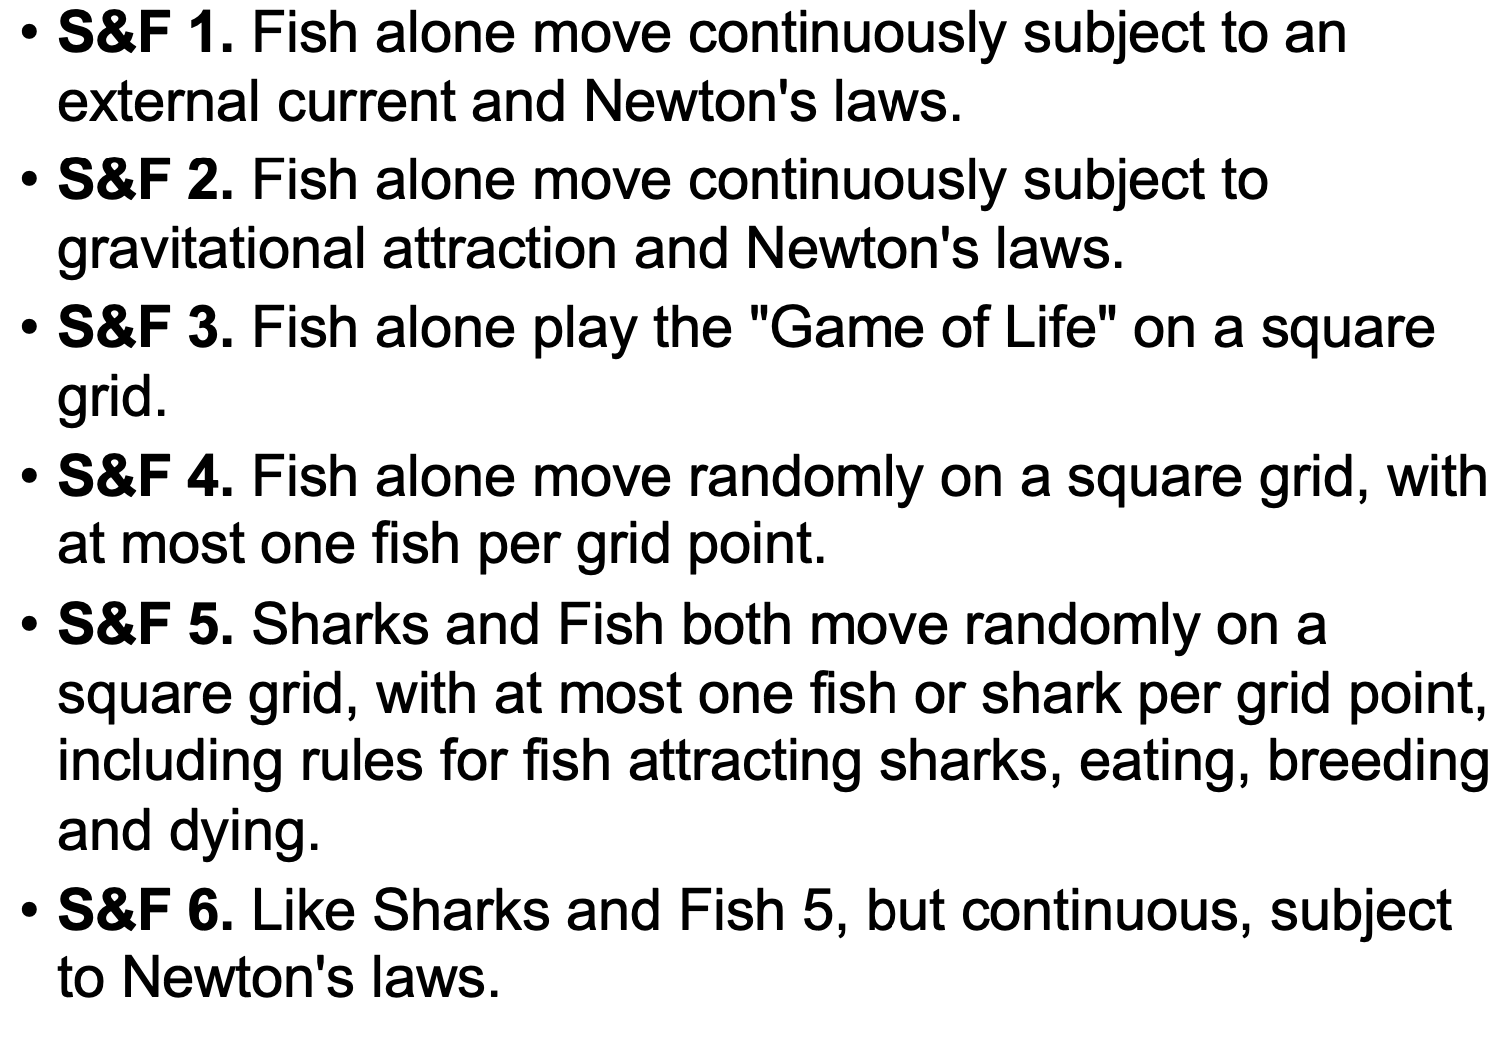 • S&F 1. Fish alone move continuously subject to an
external current and Newton's laws.
• S&F 2. Fish alone move continuously subject to
gravitational attraction and Newton's laws.
• S&F 3. Fish alone play the "Game of Life" on a square
grid.
• S&F 4. Fish alone move randomly on a square grid, with
at most one fish per grid point.
• S&F 5. Sharks and Fish both move randomly on a
square grid, with at most one fish or shark per grid point,
including rules for fish attracting sharks, eating, breeding
and dying.
• S&F 6. Like Sharks and Fish 5, but continuous, subject
to Newton's laws.